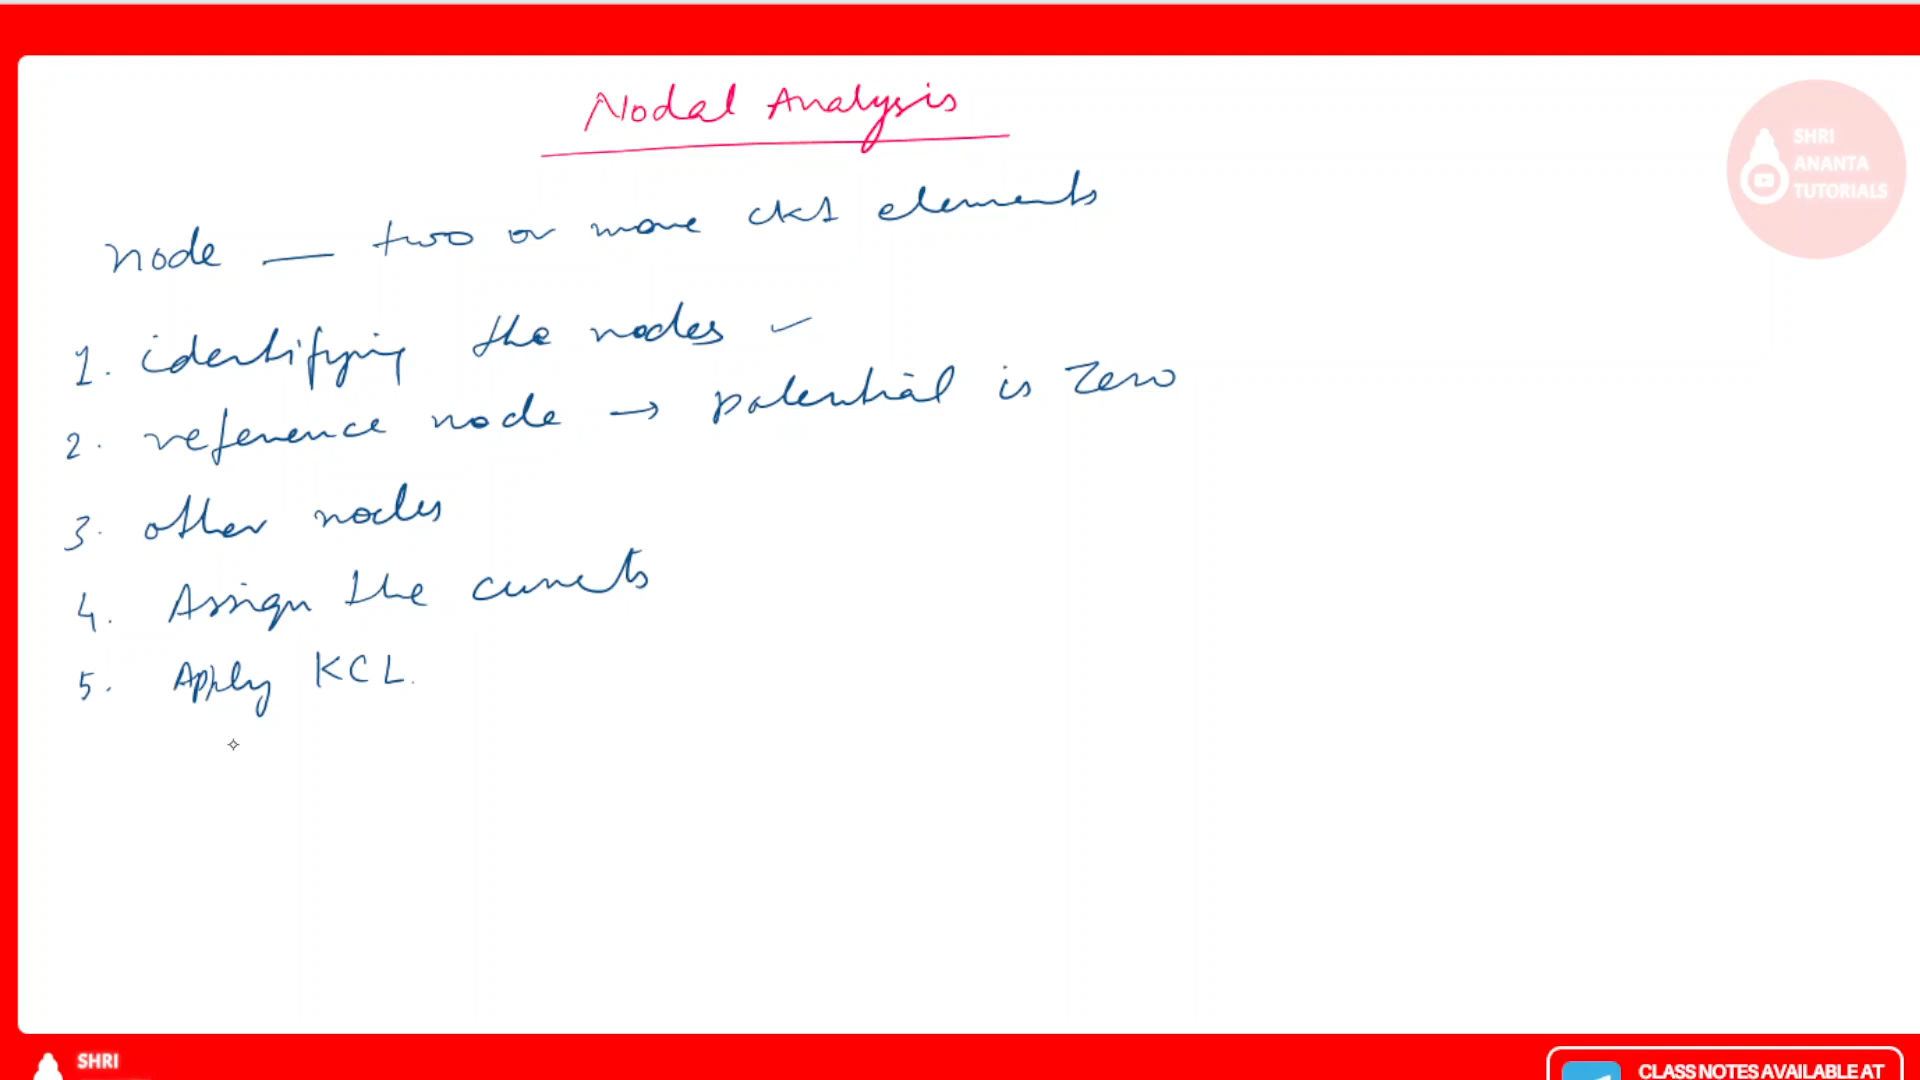 Nodal Analysis
SHRI
ANANTA
TUTORIALS
node — two or more ckt elements
1. identifying the nodes ✓
2. reference node → potential is zero
3. other nodes
4. Assign the currents
5. Apply KCL.
SHRI
CLASS NOTES AVAILABLE AT